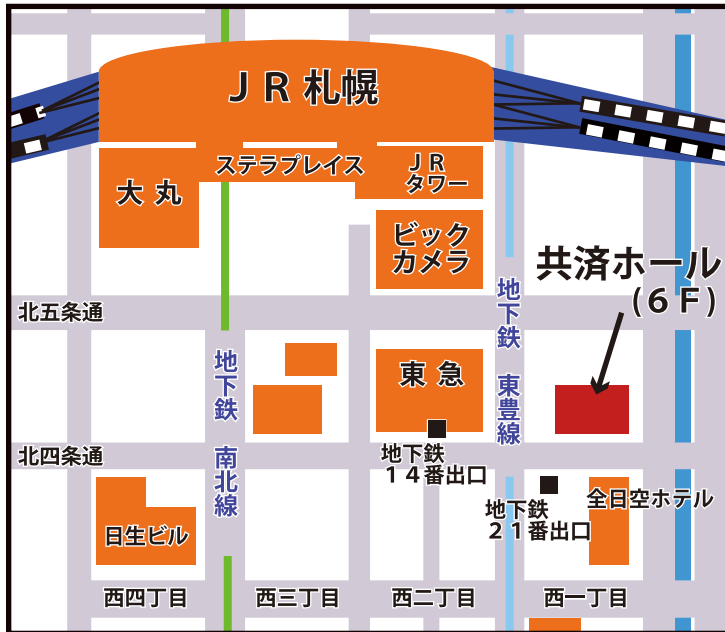 JR札幌
ステラプレイス
JR
タワー
大丸
ビック
カメラ
共済ホール
(6F)
地下鉄 東豊線
北五条通
地下鉄 南北線
東急
北四条通
地下鉄
14番出口
地下鉄
21番出口
全日空ホテル
日生ビル
西四丁目
西三丁目
西二丁目
西一丁目